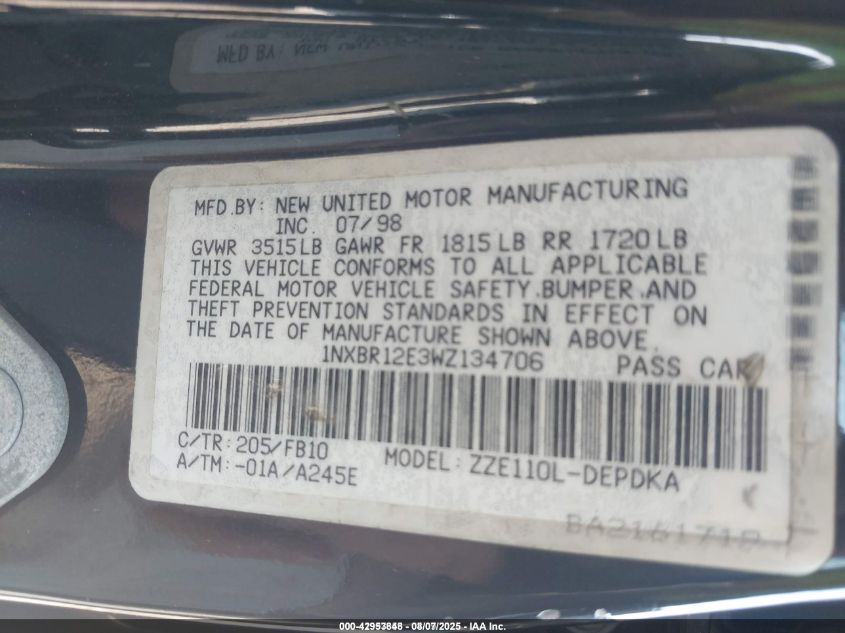 MFD.BY: NEW UNITED MOTOR MANUFACTURING
INC. 07/98
GVWR 3515LB GAWR FR 1815LB RR 1720LB
THIS VEHICLE CONFORMS TO ALL APPLICABLE
FEDERAL MOTOR VEHICLE SAFETY,BUMPER,AND
THEFT PREVENTION STANDARDS IN EFFECT ON
THE DATE OF MANUFACTURE SHOWN ABOVE.
1NXBR12E3WZ134706 PASS CAR
C/TR: 205/FB10
A/TM: -01A/A245E
MODEL: ZZE110L-DEPDKA
000-42953848 - 08/07/2025 - IAA Inc.